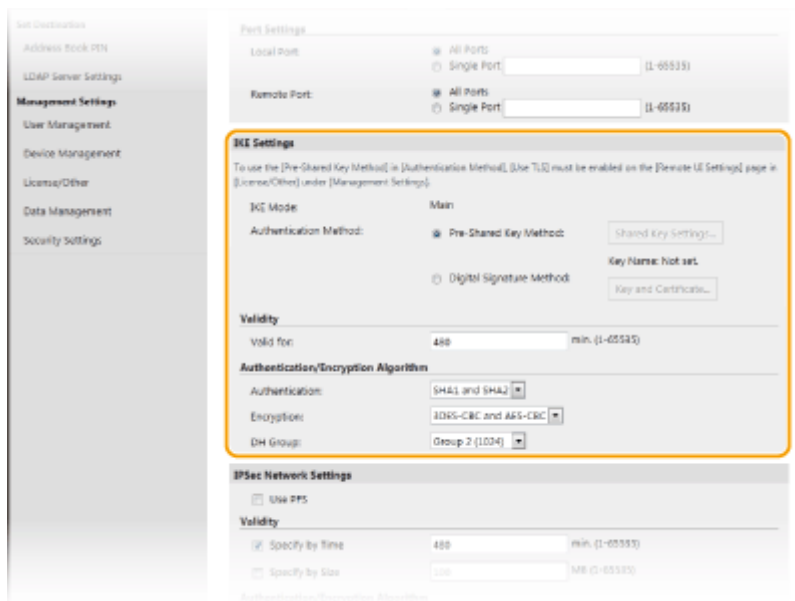 Set Destination
Address Book PIN
LDAP Server Settings
Management Settings
User Management
Device Management
License/Other
Data Management
Security Settings
Port Settings
Local Port:
All Ports
Single Port:
(1-65535)
Remote Port:
All Ports
Single Port:
(1-65535)
IKE Settings
To use the [Pre-Shared Key Method] in [Authentication Method], [Use TLS] must be enabled on the [Remote UI Settings] page in
[License/Other] under [Management Settings].
IKE Mode:
Main
Authentication Method:
Pre-Shared Key Method:
Shared Key Settings...
Key Name: Not set.
Digital Signature Method:
Key and Certificate...
Validity
Valid for:
480
min. (1-65535)
Authentication/Encryption Algorithm
Authentication:
SHA1 and SHA2
Encryption:
3DES-CBC and AES-CBC
DH Group:
Group 2 (1024)
IPSec Network Settings
Use PFS
Validity
Specify by Time
480
min. (1-65535)
Specify by Size
100
MB (1-65535)
Authentication/Encryption Algorithm